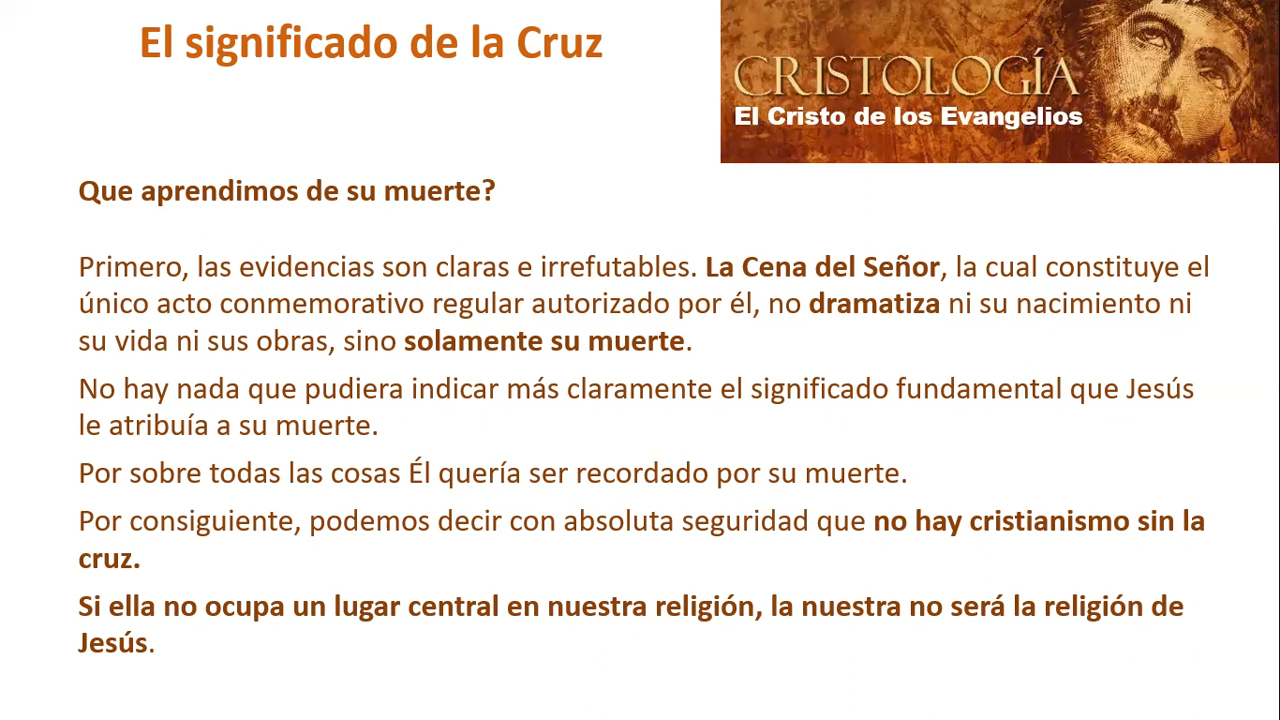 El significado de la Cruz
CRISTOLOGÍA
El Cristo de los Evangelios
Que aprendimos de su muerte?
Primero, las evidencias son claras e irrefutables. La Cena del Señor, la cual constituye el
único acto conmemorativo regular autorizado por él, no dramatiza ni su nacimiento ni
su vida ni sus obras, sino solamente su muerte.
No hay nada que pudiera indicar más claramente el significado fundamental que Jesús
le atribuía a su muerte.
Por sobre todas las cosas Él quería ser recordado por su muerte.
Por consiguiente, podemos decir con absoluta seguridad que no hay cristianismo sin la
cruz.
Si ella no ocupa un lugar central en nuestra religión, la nuestra no será la religión de
Jesús.